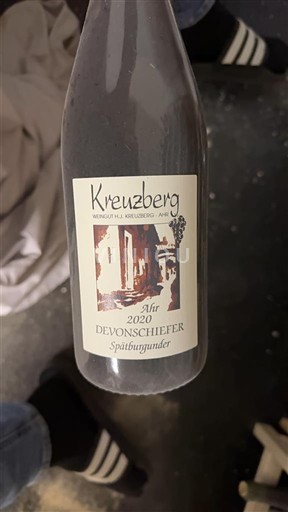 Kreuzberg
WEINGUT H.J. KREUZBERG - AHR
Ahr
2020
DEVONSCHIEFER
Spätburgunder